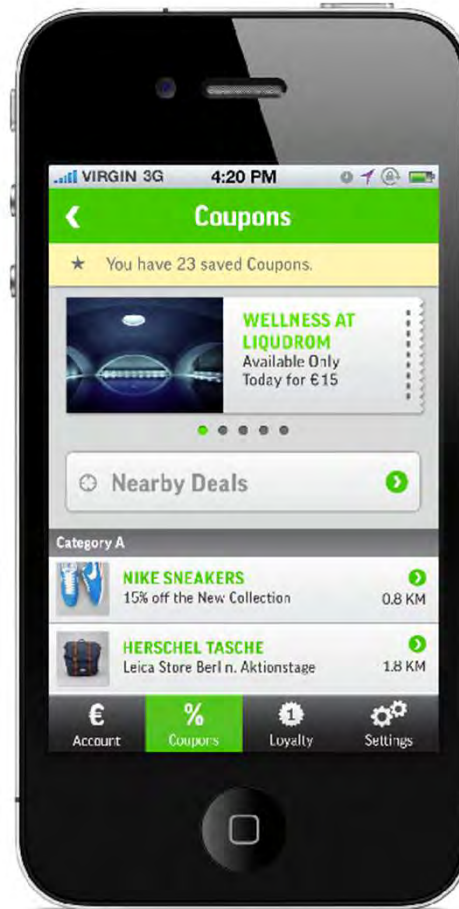 VIRGIN 3G 4:20 PM
Coupons
You have 23 saved Coupons.
WELLNESS AT
LIQUDROM
Available Only
Today for €15
Nearby Deals
Category A
NIKE SNEAKERS
15% off the New Collection
0.8 KM
HERSCHEL TASCHE
Leica Store Berl n. Aktionstage
1.8 KM
€ % 1
Account Coupons Loyalty Settings